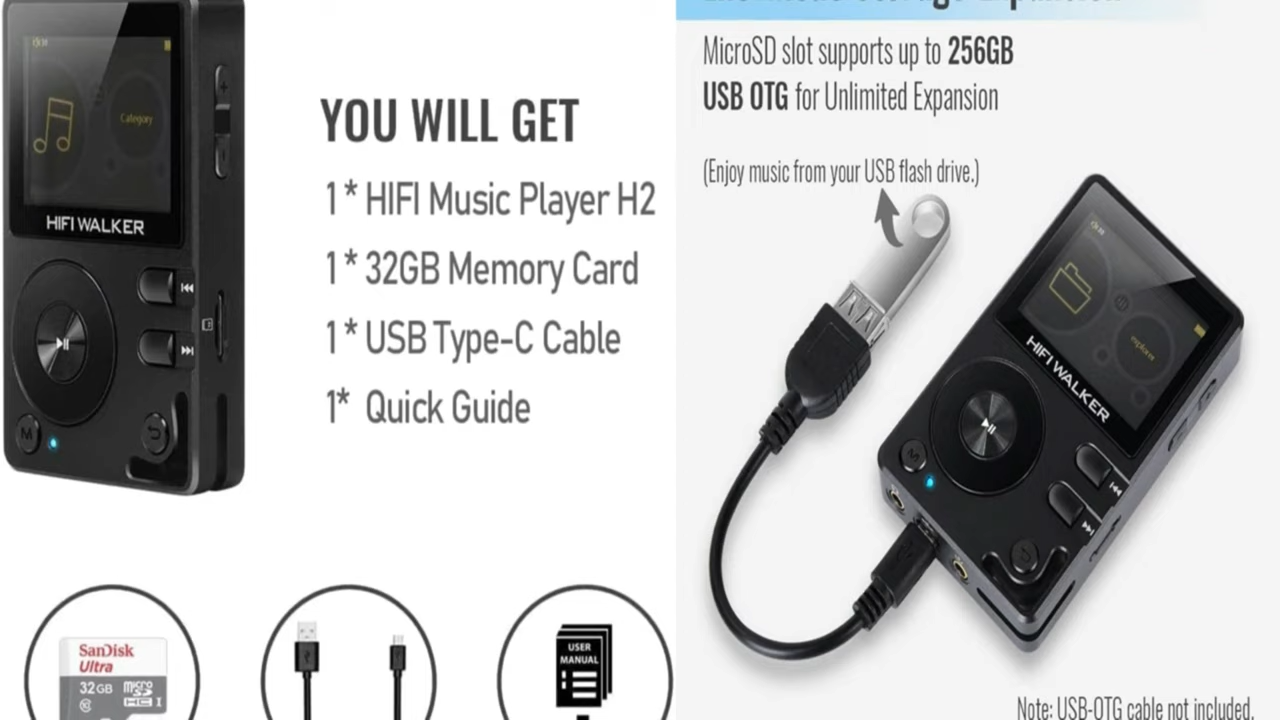 Category
HIFI WALKER
M
YOU WILL GET
1 * HIFI Music Player H2
1 * 32GB Memory Card
1 * USB Type-C Cable
1* Quick Guide
SanDisk
Ultra
32GB
micro
HC I
USER
MANUAL
MicroSD slot supports up to 256GB
USB OTG for Unlimited Expansion
(Enjoy music from your USB flash drive.)
explorer
HIFI WALKER
M
Note: USB-OTG cable not included.